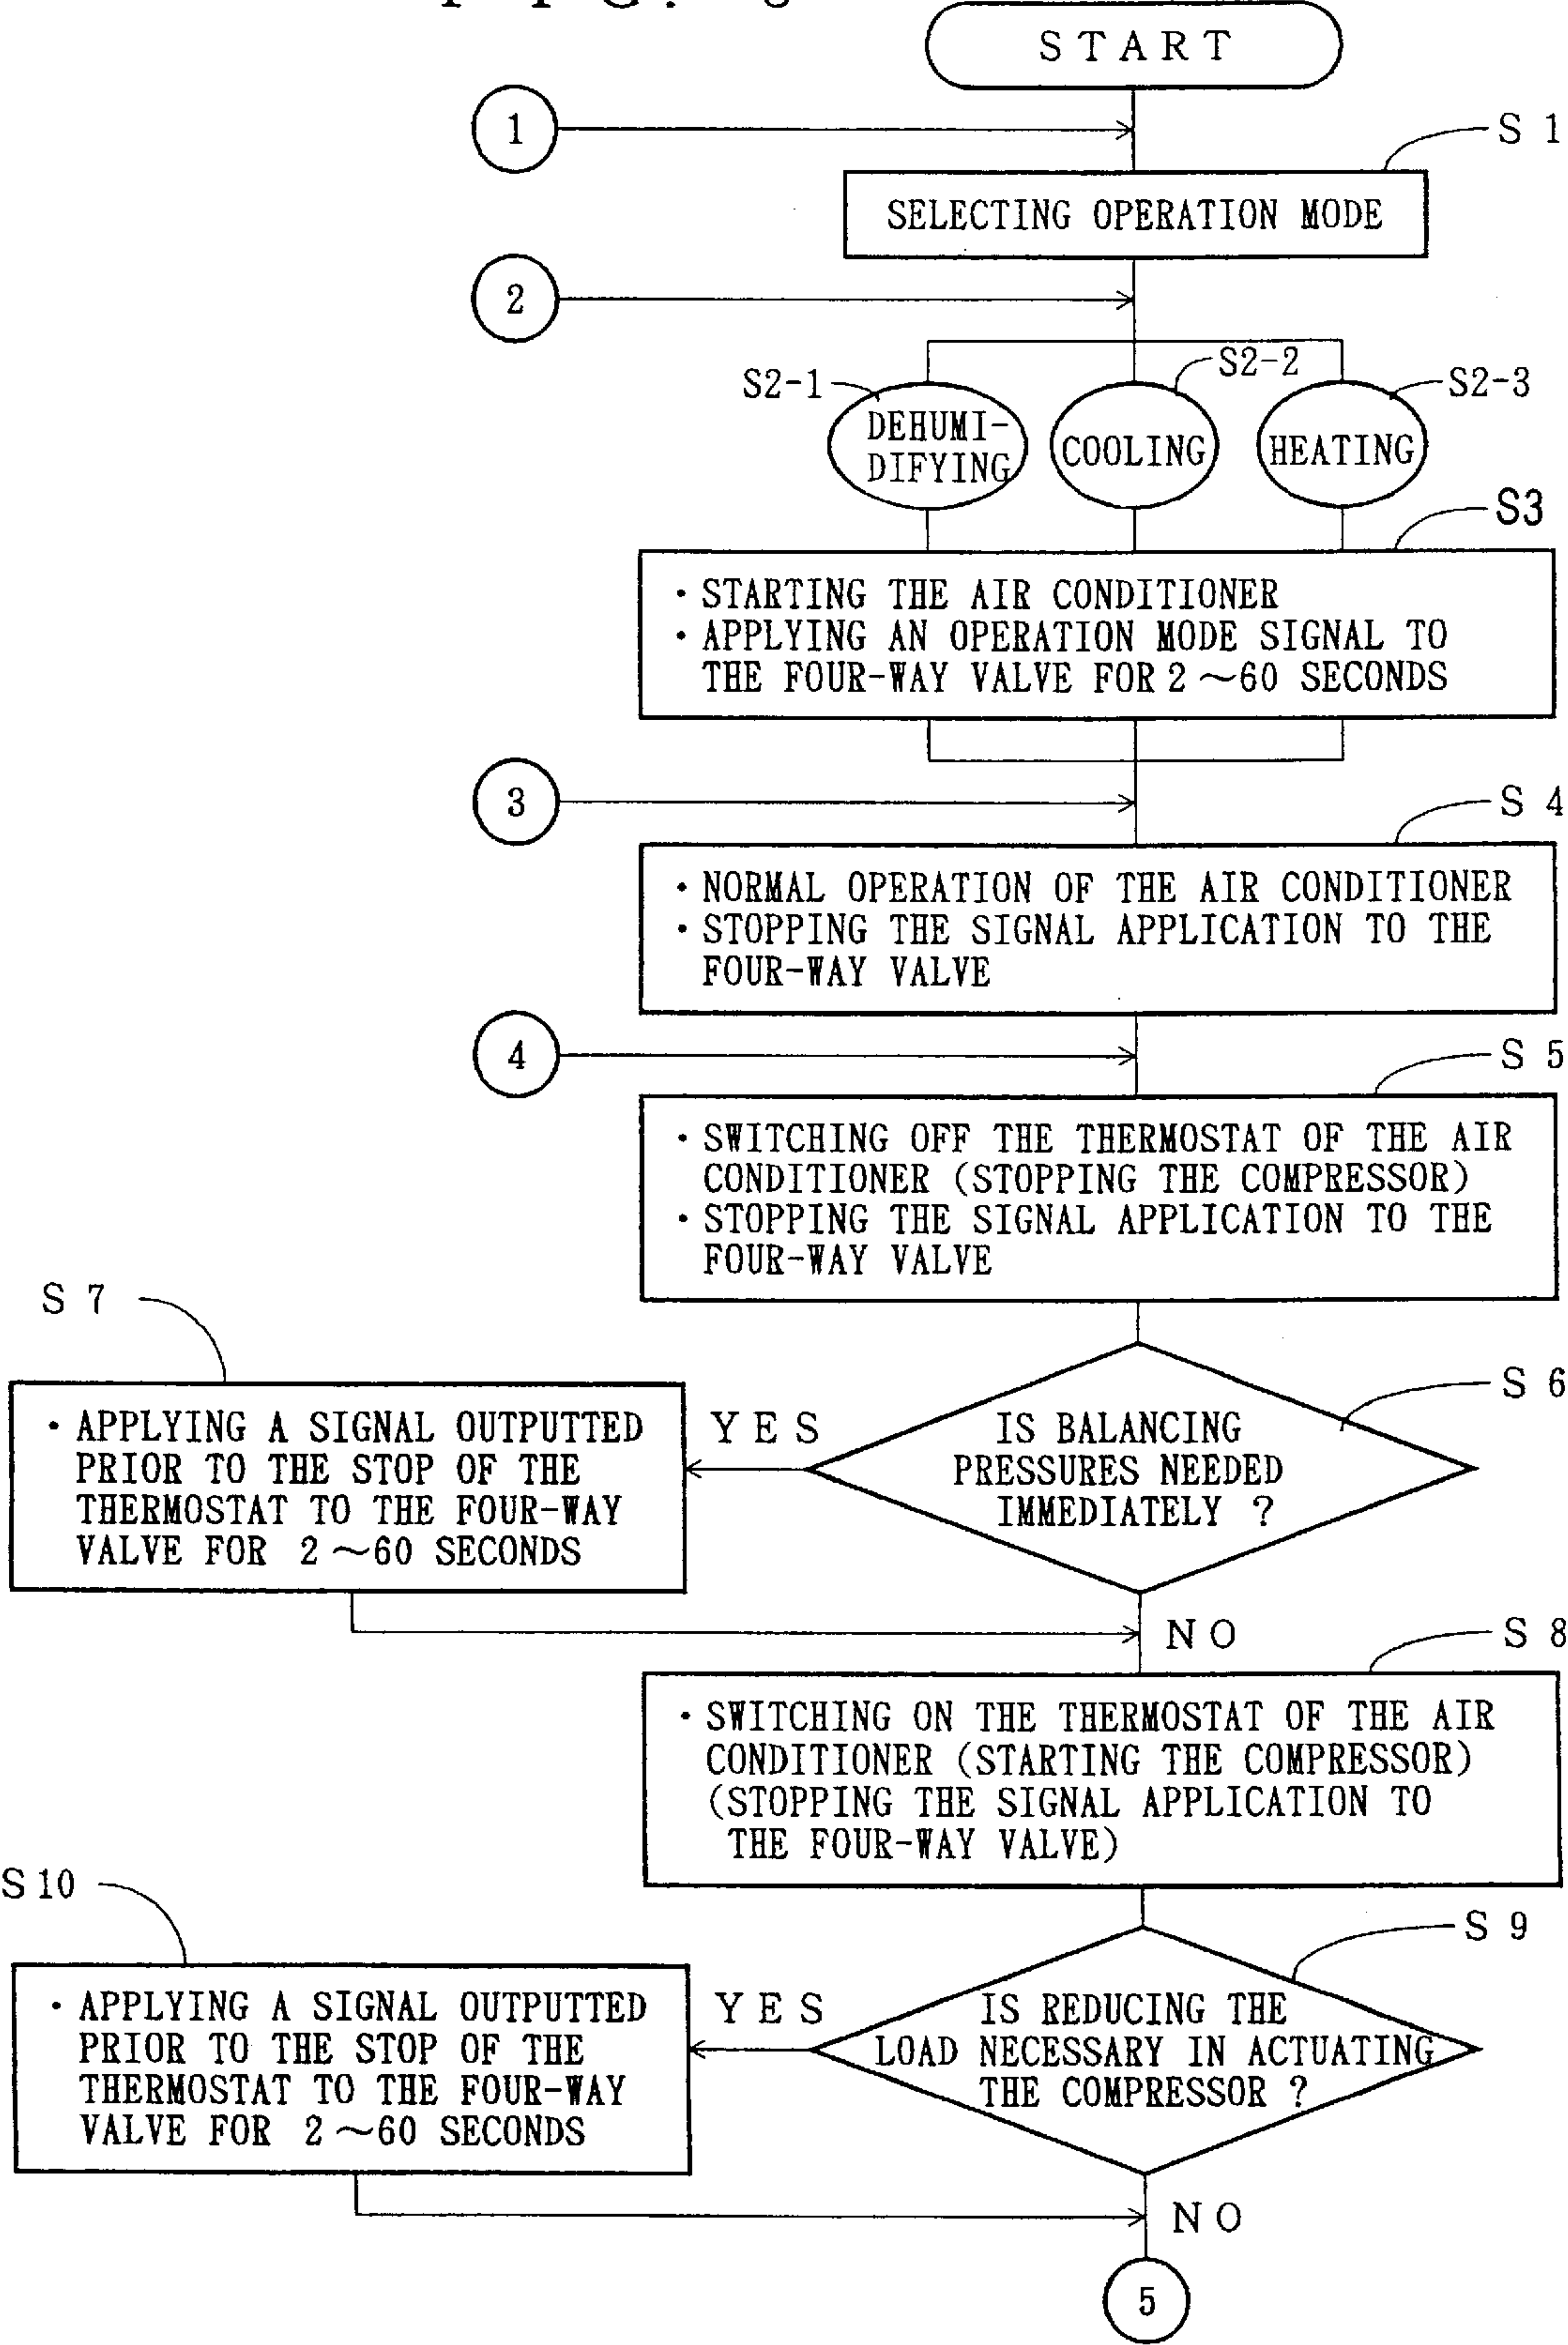 START
1
S 1
SELECTING OPERATION MODE
2
S2-1
S2-2
S2-3
DEHUMI-
DIFYING
COOLING
HEATING
S3
· STARTING THE AIR CONDITIONER
· APPLYING AN OPERATION MODE SIGNAL TO
THE FOUR-WAY VALVE FOR 2 ~60 SECONDS
3
S 4
· NORMAL OPERATION OF THE AIR CONDITIONER
· STOPPING THE SIGNAL APPLICATION TO THE
FOUR-WAY VALVE
4
S 5
· SWITCHING OFF THE THERMOSTAT OF THE AIR
CONDITIONER (STOPPING THE COMPRESSOR)
· STOPPING THE SIGNAL APPLICATION TO THE
FOUR-WAY VALVE
S 6
IS BALANCING
PRESSURES NEEDED
IMMEDIATELY ?
YES
S 7
· APPLYING A SIGNAL OUTPUTTED
PRIOR TO THE STOP OF THE
THERMOSTAT TO THE FOUR-WAY
VALVE FOR 2 ~60 SECONDS
NO
S 8
· SWITCHING ON THE THERMOSTAT OF THE AIR
CONDITIONER (STARTING THE COMPRESSOR)
(STOPPING THE SIGNAL APPLICATION TO
THE FOUR-WAY VALVE)
S 9
IS REDUCING THE
LOAD NECESSARY IN ACTUATING
THE COMPRESSOR ?
YES
S 10
· APPLYING A SIGNAL OUTPUTTED
PRIOR TO THE STOP OF THE
THERMOSTAT TO THE FOUR-WAY
VALVE FOR 2 ~60 SECONDS
NO
5